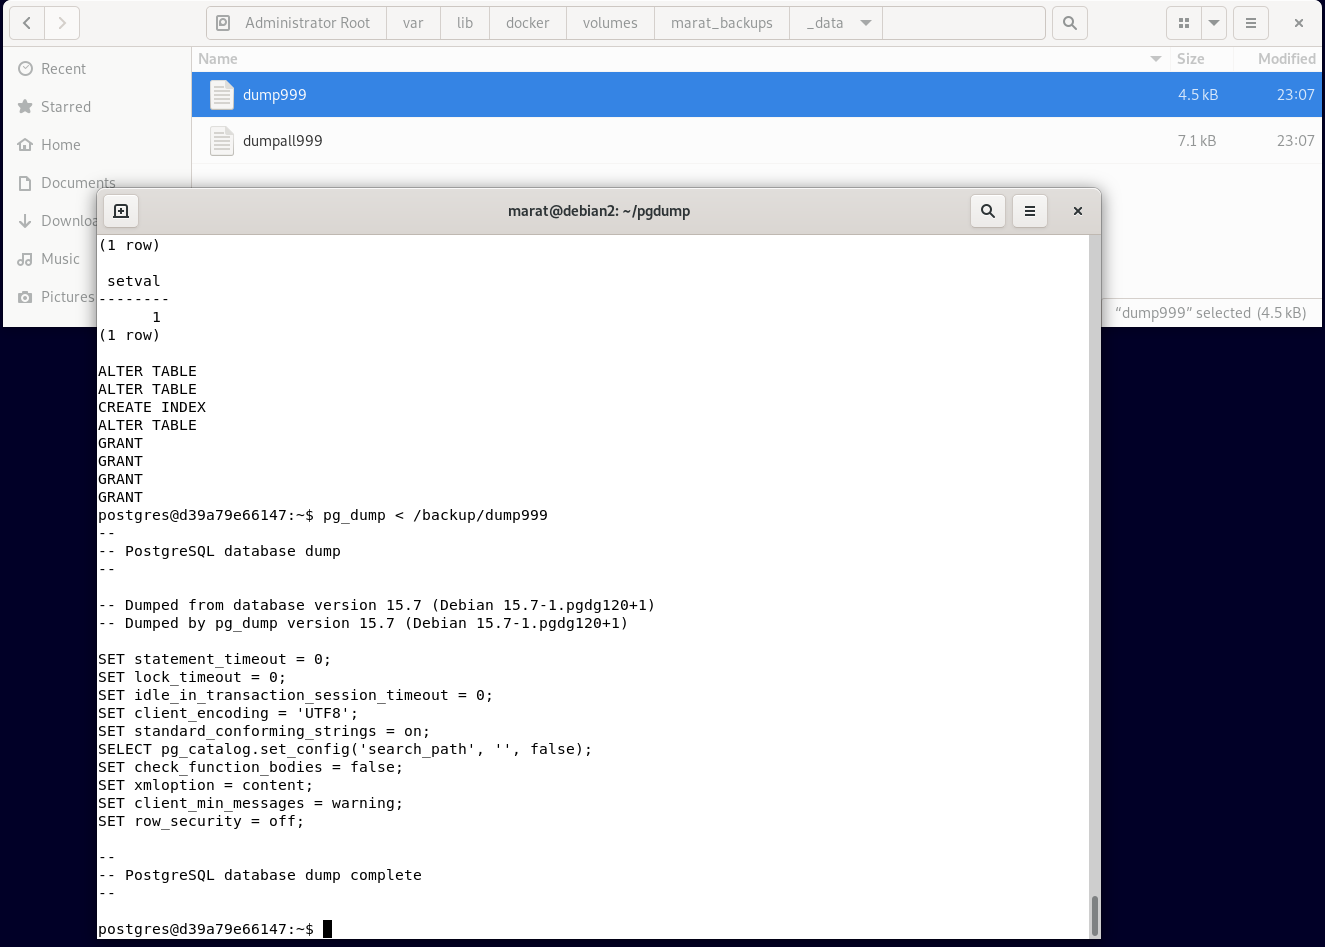 Administrator Root var lib docker volumes marat_backups _data
Name Size Modified
Recent
dump999 4.5 kB 23:07
Starred
dumpall999 7.1 kB 23:07
Home
Documents
Downloa
Music
Pictures
“dump999” selected (4.5 kB)
marat@debian2: ~/pgdump
(1 row)
setval
--------
1
(1 row)
ALTER TABLE
ALTER TABLE
CREATE INDEX
ALTER TABLE
GRANT
GRANT
GRANT
GRANT
postgres@d39a79e66147:~$ pg_dump < /backup/dump999
--
-- PostgreSQL database dump
--
-- Dumped from database version 15.7 (Debian 15.7-1.pgdg120+1)
-- Dumped by pg_dump version 15.7 (Debian 15.7-1.pgdg120+1)
SET statement_timeout = 0;
SET lock_timeout = 0;
SET idle_in_transaction_session_timeout = 0;
SET client_encoding = 'UTF8';
SET standard_conforming_strings = on;
SELECT pg_catalog.set_config('search_path', '', false);
SET check_function_bodies = false;
SET xmloption = content;
SET client_min_messages = warning;
SET row_security = off;
--
-- PostgreSQL database dump complete
--
postgres@d39a79e66147:~$